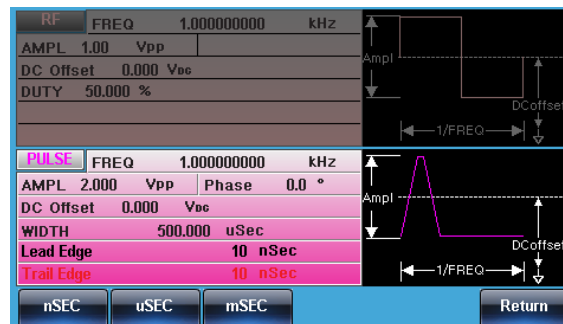 RF FREQ 1.000000000 kHz
AMPL 1.00 Vpp
DC Offset 0.000 VDC
DUTY 50.000 %
Ampl
DCoffset
1/FREQ
PULSE FREQ 1.000000000 kHz
AMPL 2.000 Vpp Phase 0.0 °
DC Offset 0.000 VDC
WIDTH 500.000 uSec
Lead Edge 10 nSec
Trail Edge 10 nSec
Ampl
DCoffset
1/FREQ
nSEC uSEC mSEC Return